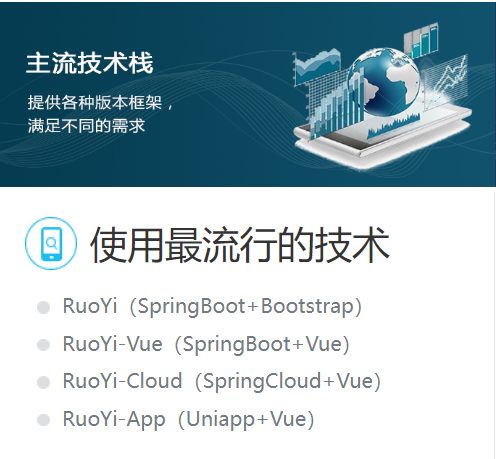 主流技术栈
提供各种版本框架，
满足不同的需求
使用最流行的技术
RuoYi（SpringBoot+Bootstrap）
RuoYi-Vue（SpringBoot+Vue）
RuoYi-Cloud（SpringCloud+Vue）
RuoYi-App（Uniapp+Vue）